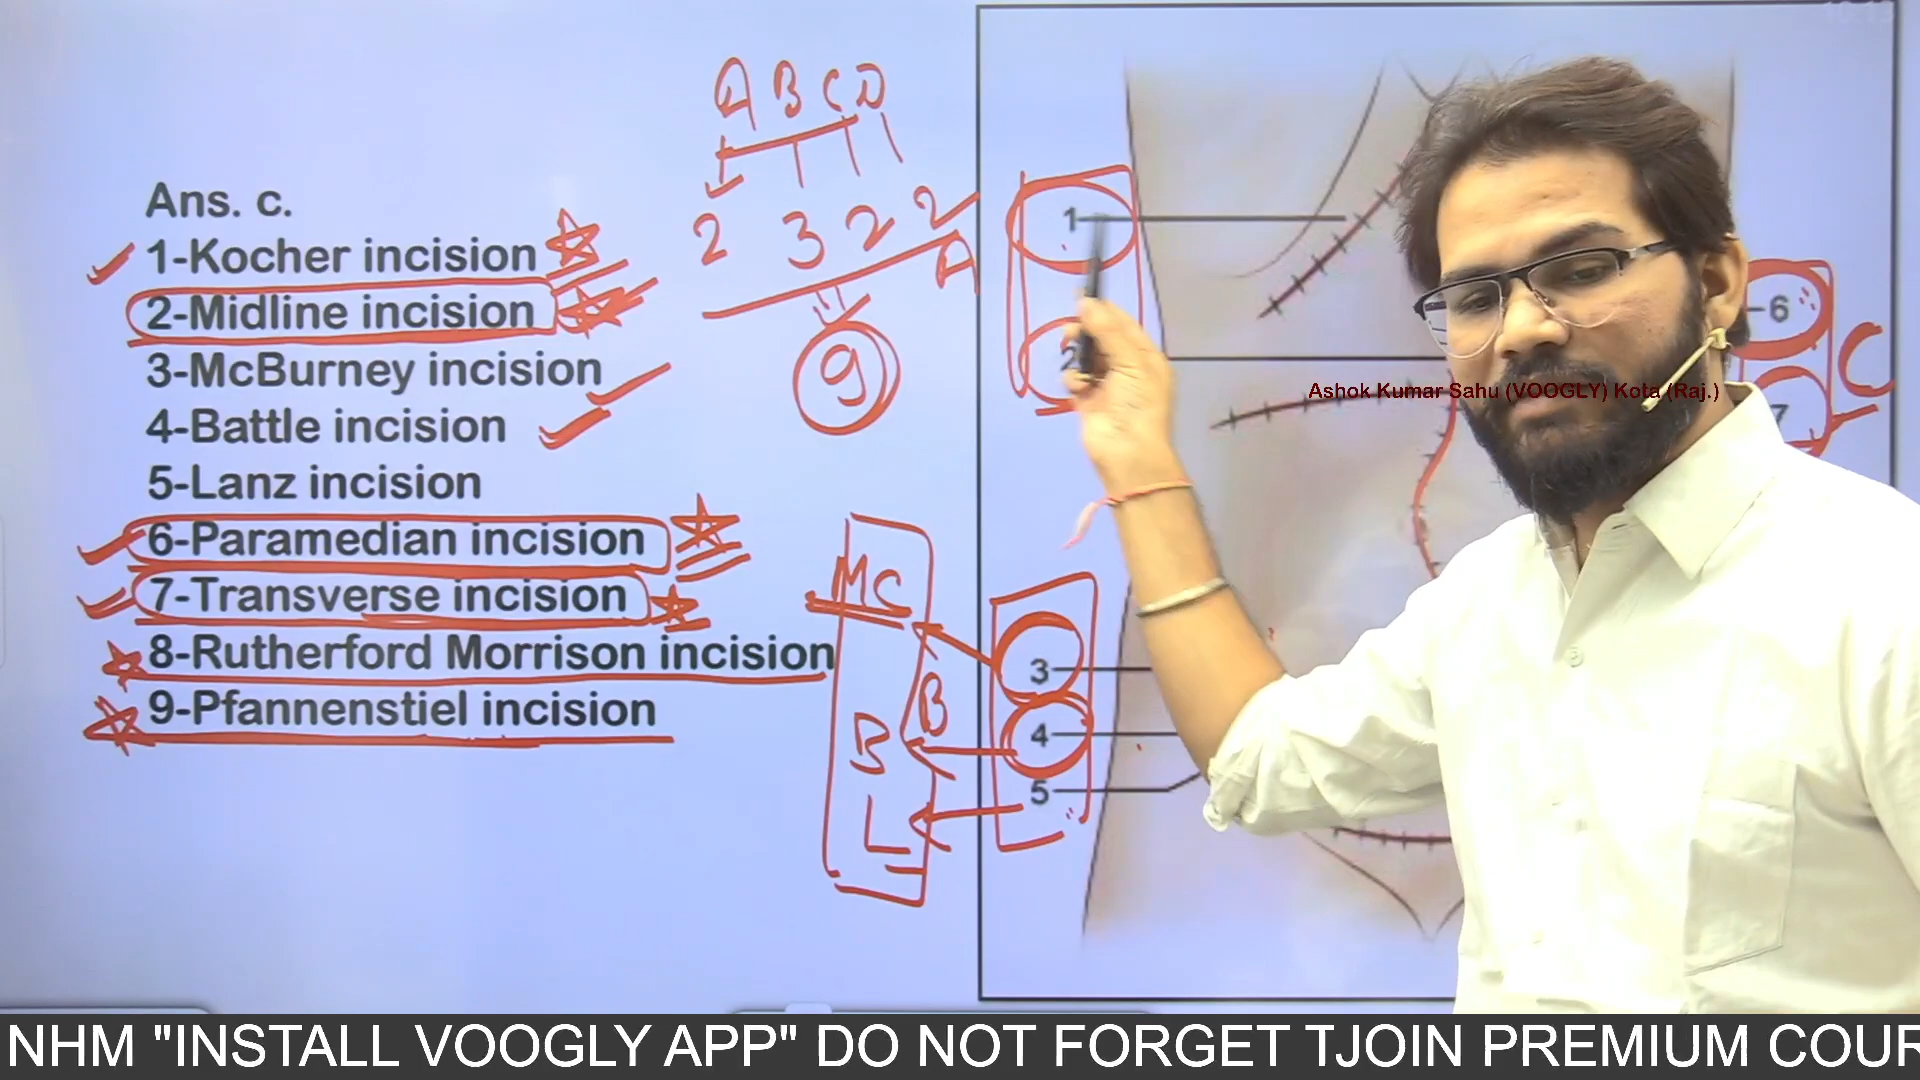 A B C D
Ans. c.
1-Kocher incision
2-Midline incision
3-McBurney incision
4-Battle incision
5-Lanz incision
6-Paramedian incision
7-Transverse incision
8-Rutherford Morrison incision
9-Pfannenstiel incision
2 3 2 2
A
9
MC
B
B
L
1
2
3
4
5
6
7
C
Ashok Kumar Sahu (VOOGLY) Kota (Raj.)
NHM "INSTALL VOOGLY APP" DO NOT FORGET TJOIN PREMIUM COUR